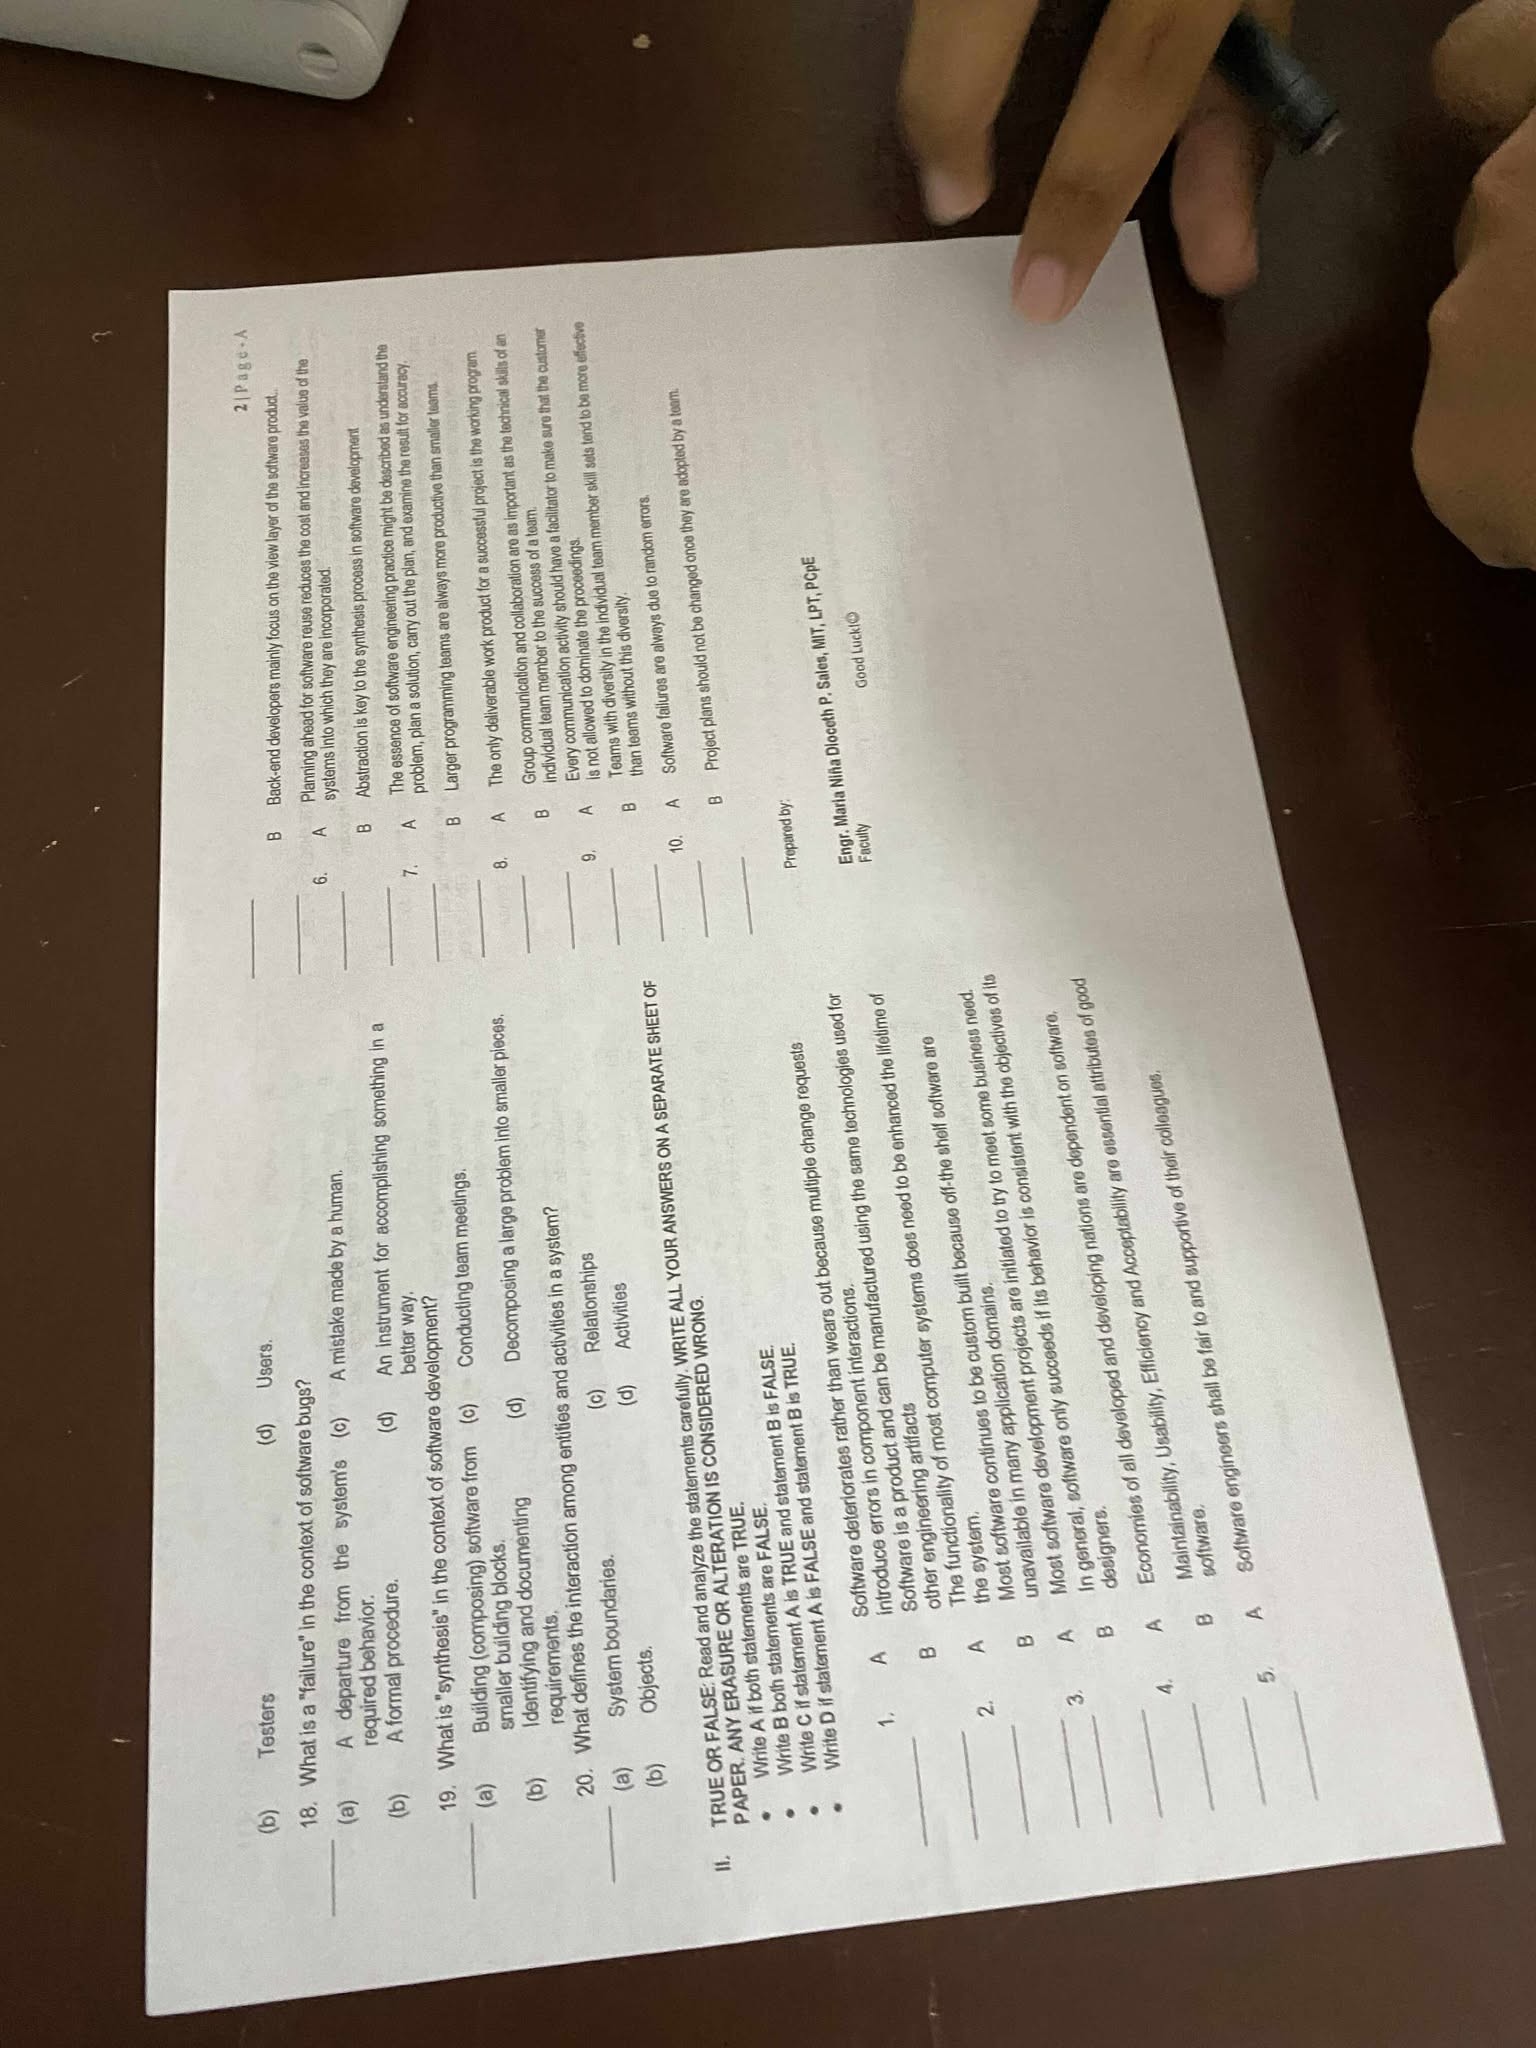 2 | P a g e - A
(b) Testers (d) Users.
18. What is a "failure" in the context of software bugs?
(a) A departure from the system's required behavior. (c) A mistake made by a human.
(b) A formal procedure. (d) An instrument for accomplishing something in a better way.
19. What is "synthesis" in the context of software development?
(a) Building (composing) software from smaller building blocks. (c) Conducting team meetings.
(b) Identifying and documenting requirements. (d) Decomposing a large problem into smaller pieces.
20. What defines the interaction among entities and activities in a system?
(a) System boundaries. (c) Relationships
(b) Objects. (d) Activities
II. TRUE OR FALSE: Read and analyze the statements carefully. WRITE ALL YOUR ANSWERS ON A SEPARATE SHEET OF
PAPER. ANY ERASURE OR ALTERATION IS CONSIDERED WRONG.
• Write A if both statements are TRUE.
• Write B both statements are FALSE.
• Write C if statement A is TRUE and statement B is FALSE.
• Write D if statement A is FALSE and statement B is TRUE.
1. A Software deteriorates rather than wears out because multiple change requests
introduce errors in component interactions.
B Software is a product and can be manufactured using the same technologies used for
other engineering artifacts
2. A The functionality of most computer systems does need to be enhanced the lifetime of
the system.
B Most software continues to be custom built because off-the shelf software are
unavailable in many application domains.
3. A Most software development projects are initiated to try to meet some business need.
B In general, software only succeeds if its behavior is consistent with the objectives of its
designers.
4. A Economies of all developed and developing nations are dependent on software.
B Maintainability, Usability, Efficiency and Acceptability are essential attributes of good
software.
5. A Software engineers shall be fair to and supportive of their colleagues.
B Back-end developers mainly focus on the view layer of the software product..
6. A Planning ahead for software reuse reduces the cost and increases the value of the
systems into which they are incorporated.
B Abstraction is key to the synthesis process in software development
7. A The essence of software engineering practice might be described as understand the
problem, plan a solution, carry out the plan, and examine the result for accuracy.
B Larger programming teams are always more productive than smaller teams.
8. A The only deliverable work product for a successful project is the working program.
B Group communication and collaboration are as important as the technical skills of an
individual team member to the success of a team.
9. A Every communication activity should have a facilitator to make sure that the customer
is not allowed to dominate the proceedings.
B Teams with diversity in the individual team member skill sets tend to be more effective
than teams without this diversity.
10. A Software failures are always due to random errors.
B Project plans should not be changed once they are adopted by a team.
Prepared by:
Engr. Maria Niña Dioceth P. Sales, MIT, LPT, PCpE
Faculty
Good Luck!☺